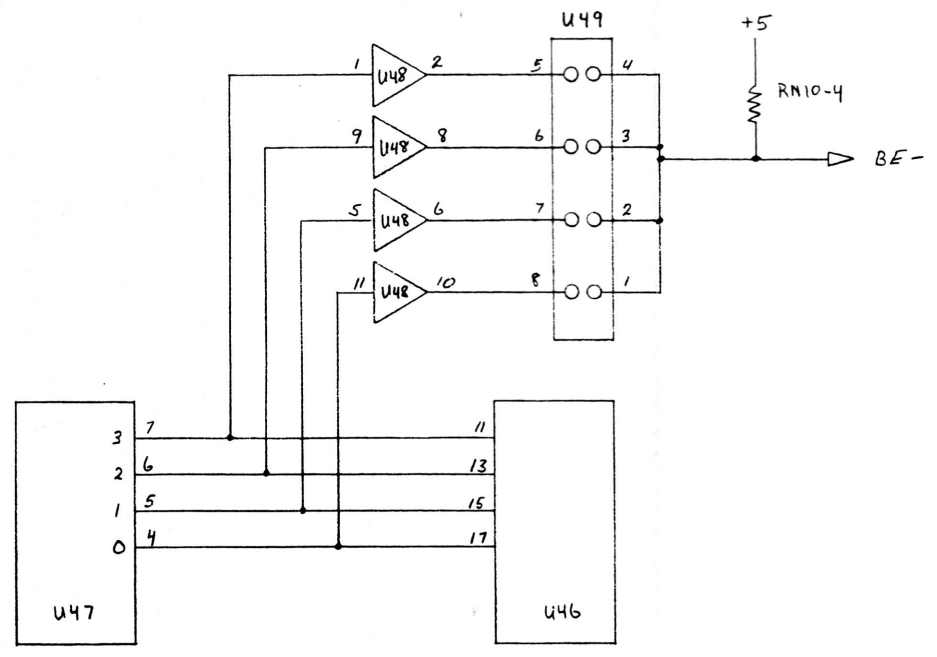 U49
+5
1 U48 2 5 4
RN10-4
9 U48 8 6 3
BE-
5 U48 6 7 2
11 U48 10 8 1
3 7 11
2 6 13
1 5 15
0 4 17
U47 U46